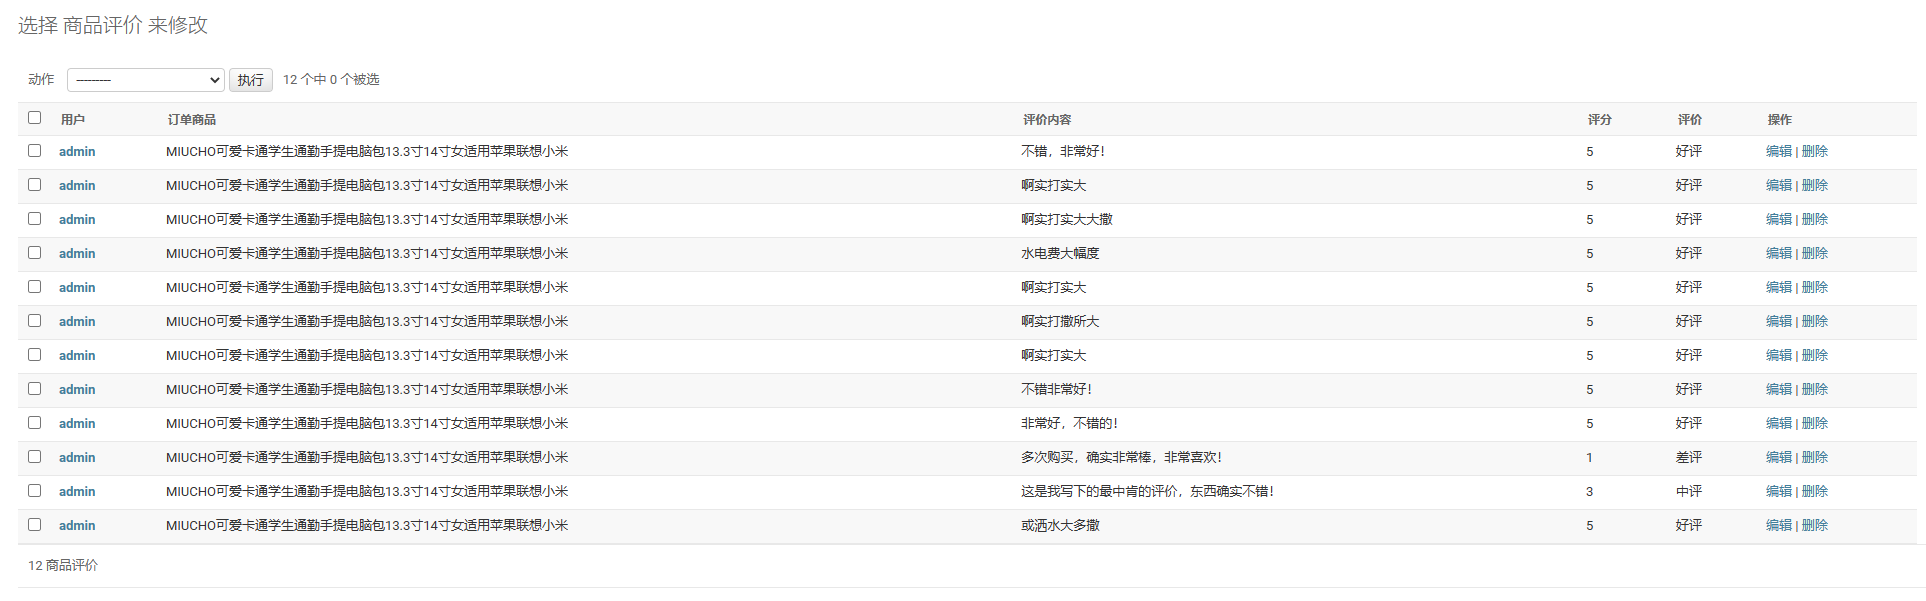 选择 商品评价 来修改
动作 --------- 执行 12 个中 0 个被选
用户 订单商品 评价内容 评分 评价 操作
admin MIUCHO可爱卡通学生通勤手提电脑包13.3寸14寸女适用苹果联想小米 不错，非常好！ 5 好评 编辑 | 删除
admin MIUCHO可爱卡通学生通勤手提电脑包13.3寸14寸女适用苹果联想小米 啊实打实大 5 好评 编辑 | 删除
admin MIUCHO可爱卡通学生通勤手提电脑包13.3寸14寸女适用苹果联想小米 啊实打实大大撒 5 好评 编辑 | 删除
admin MIUCHO可爱卡通学生通勤手提电脑包13.3寸14寸女适用苹果联想小米 水电费大幅度 5 好评 编辑 | 删除
admin MIUCHO可爱卡通学生通勤手提电脑包13.3寸14寸女适用苹果联想小米 啊实打实大 5 好评 编辑 | 删除
admin MIUCHO可爱卡通学生通勤手提电脑包13.3寸14寸女适用苹果联想小米 啊实打撒所大 5 好评 编辑 | 删除
admin MIUCHO可爱卡通学生通勤手提电脑包13.3寸14寸女适用苹果联想小米 啊实打实大 5 好评 编辑 | 删除
admin MIUCHO可爱卡通学生通勤手提电脑包13.3寸14寸女适用苹果联想小米 不错非常好！ 5 好评 编辑 | 删除
admin MIUCHO可爱卡通学生通勤手提电脑包13.3寸14寸女适用苹果联想小米 非常好，不错的！ 5 好评 编辑 | 删除
admin MIUCHO可爱卡通学生通勤手提电脑包13.3寸14寸女适用苹果联想小米 多次购买，确实非常棒，非常喜欢！ 1 差评 编辑 | 删除
admin MIUCHO可爱卡通学生通勤手提电脑包13.3寸14寸女适用苹果联想小米 这是我写下的最中肯的评价，东西确实不错！ 3 中评 编辑 | 删除
admin MIUCHO可爱卡通学生通勤手提电脑包13.3寸14寸女适用苹果联想小米 或洒水大多撒 5 好评 编辑 | 删除
12 商品评价